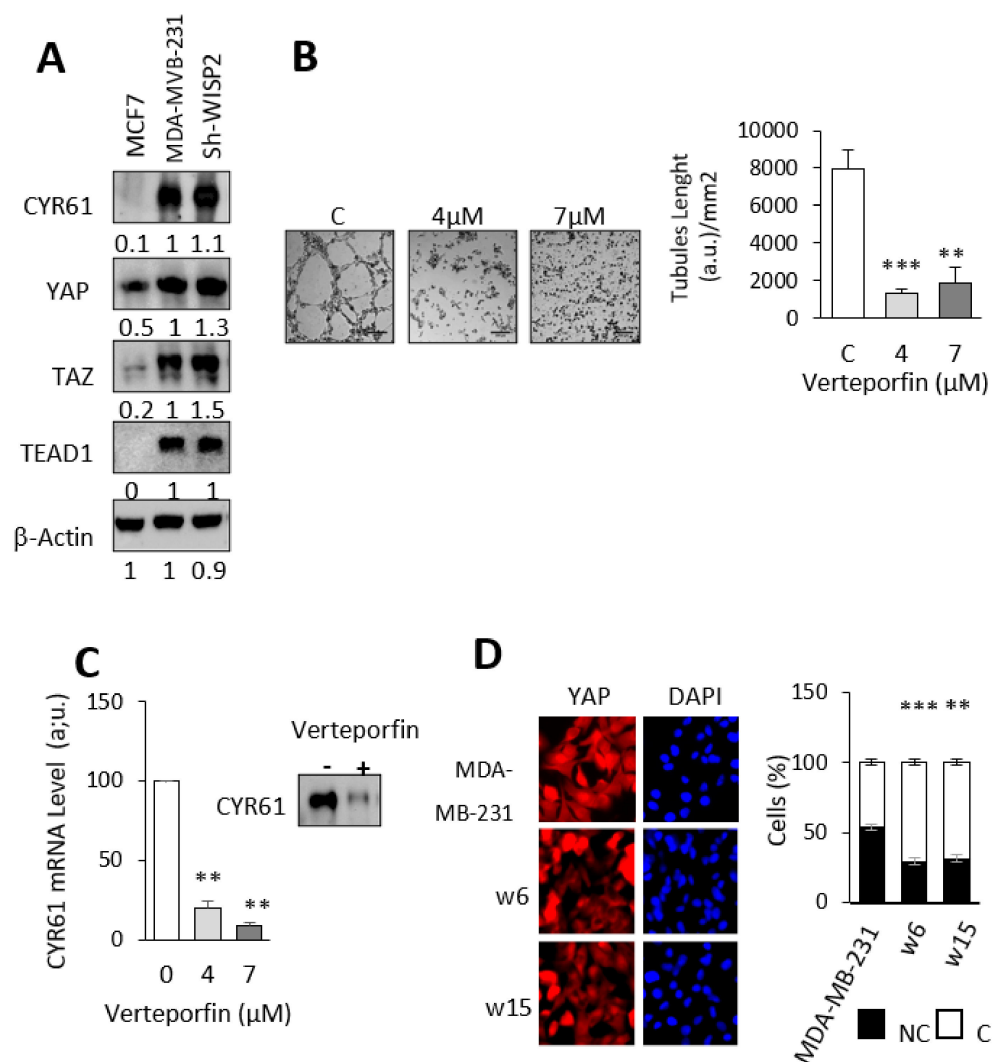 A
MCF7
MDA-MVB-231
Sh-WISP2
CYR61
0.1 1 1.1
YAP
0.5 1 1.3
TAZ
0.2 1 1.5
TEAD1
0 1 1
β-Actin
1 1 0.9
B
C 4µM 7µM
Tubules Lenght
(a.u.)/mm2
10000
8000
6000
4000
2000
0
*** **
C 4 7
Verteporfin (µM)
C
CYR61 mRNA Level (a;u.)
150
100
50
0
**
**
0 4 7
Verteporfin (µM)
Verteporfin
- +
CYR61
D
YAP DAPI
MDA-
MB-231
w6
w15
Cells (%)
150
100
50
0
*** **
MDA-MB-231
w6
w15
NC C